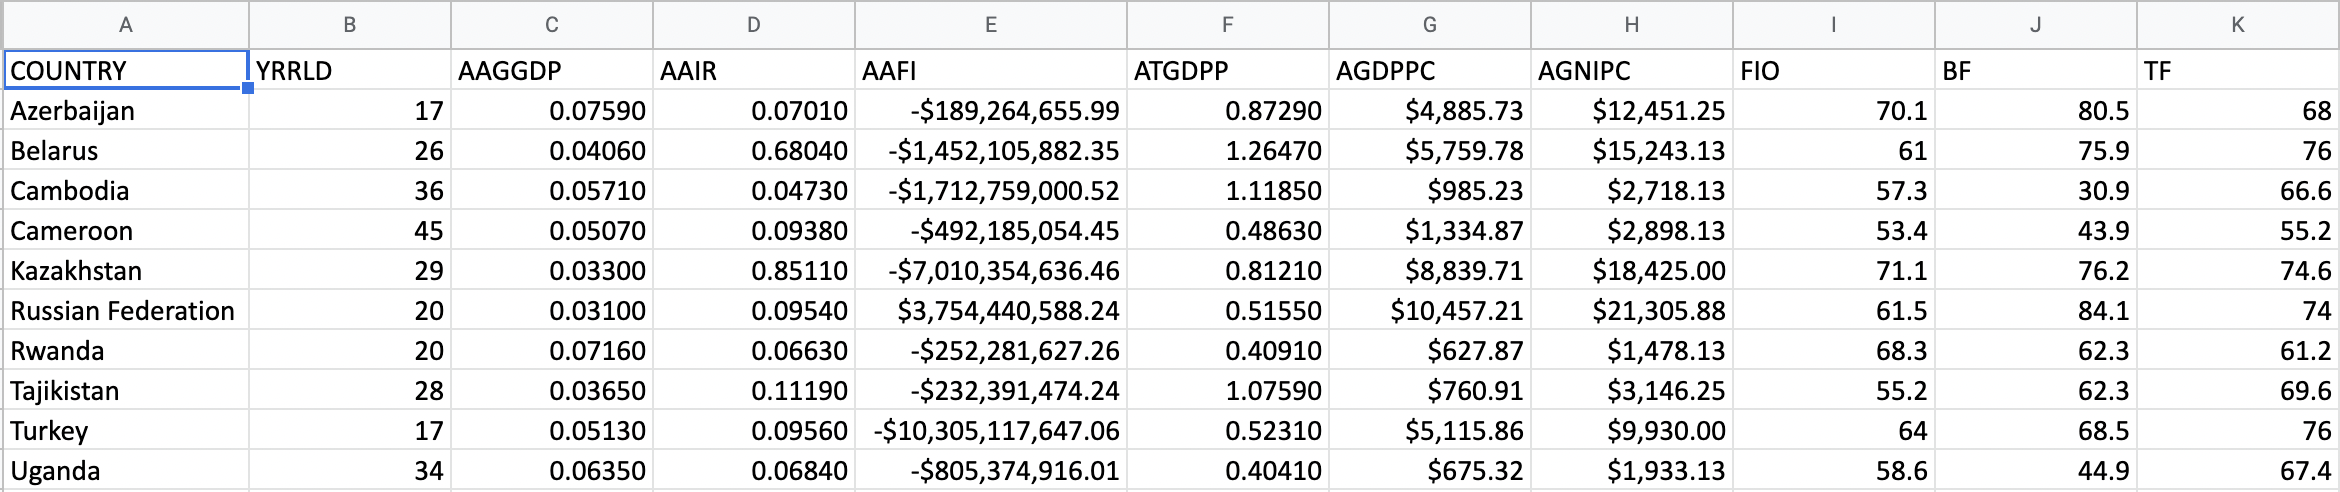 A B C D E F G H I J K
COUNTRY YRRLD AAGGDP AAIR AAFI ATGDPP AGDPPC AGNIPC FIO BF TF
Azerbaijan 17 0.07590 0.07010 -$189,264,655.99 0.87290 $4,885.73 $12,451.25 70.1 80.5 68
Belarus 26 0.04060 0.68040 -$1,452,105,882.35 1.26470 $5,759.78 $15,243.13 61 75.9 76
Cambodia 36 0.05710 0.04730 -$1,712,759,000.52 1.11850 $985.23 $2,718.13 57.3 30.9 66.6
Cameroon 45 0.05070 0.09380 -$492,185,054.45 0.48630 $1,334.87 $2,898.13 53.4 43.9 55.2
Kazakhstan 29 0.03300 0.85110 -$7,010,354,636.46 0.81210 $8,839.71 $18,425.00 71.1 76.2 74.6
Russian Federation 20 0.03100 0.09540 $3,754,440,588.24 0.51550 $10,457.21 $21,305.88 61.5 84.1 74
Rwanda 20 0.07160 0.06630 -$252,281,627.26 0.40910 $627.87 $1,478.13 68.3 62.3 61.2
Tajikistan 28 0.03650 0.11190 -$232,391,474.24 1.07590 $760.91 $3,146.25 55.2 62.3 69.6
Turkey 17 0.05130 0.09560 -$10,305,117,647.06 0.52310 $5,115.86 $9,930.00 64 68.5 76
Uganda 34 0.06350 0.06840 -$805,374,916.01 0.40410 $675.32 $1,933.13 58.6 44.9 67.4